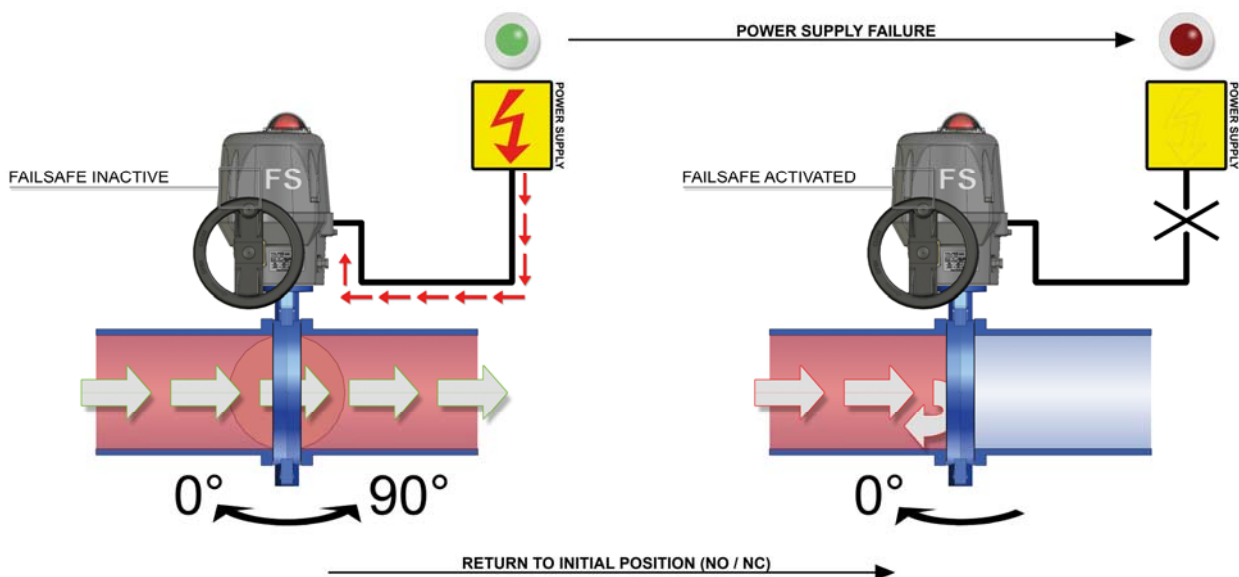 POWER SUPPLY FAILURE
POWER SUPPLY
POWER SUPPLY
FAILSAFE INACTIVE
FS
FAILSAFE ACTIVATED
FS
0°
90°
0°
RETURN TO INITIAL POSITION (NO / NC)